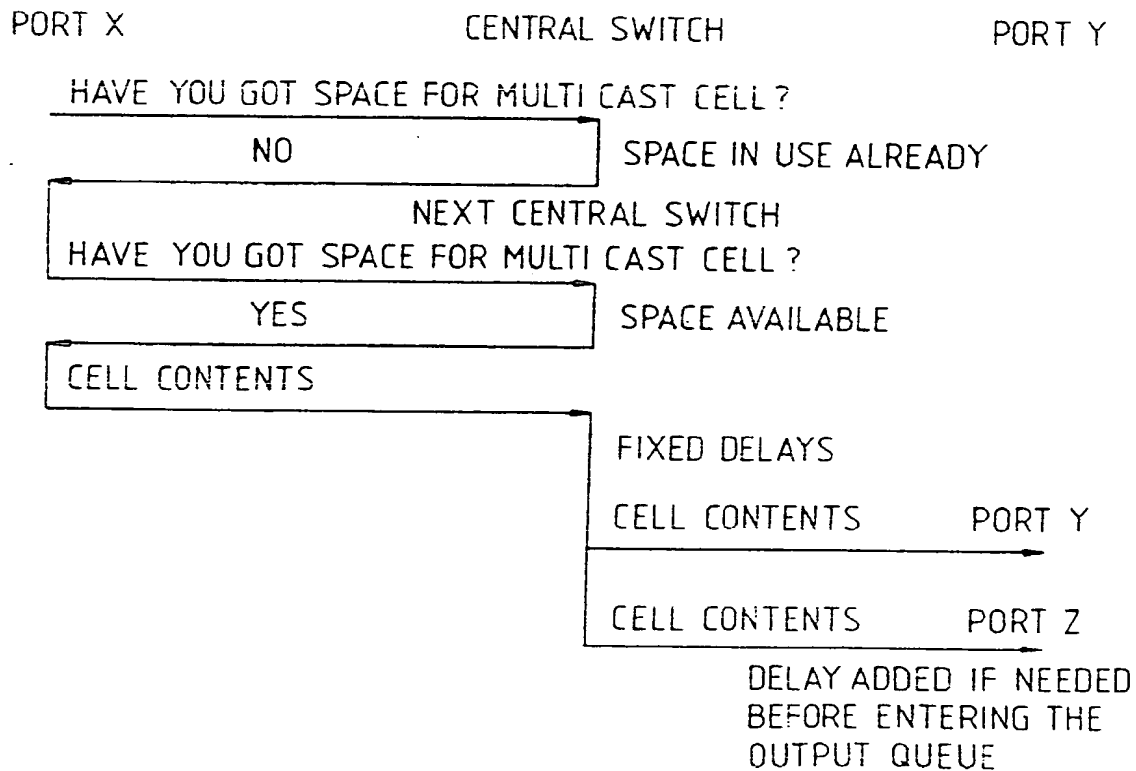 PORT X CENTRAL SWITCH PORT Y
HAVE YOU GOT SPACE FOR MULTI CAST CELL?
NO SPACE IN USE ALREADY
NEXT CENTRAL SWITCH
HAVE YOU GOT SPACE FOR MULTI CAST CELL?
YES SPACE AVAILABLE
CELL CONTENTS
FIXED DELAYS
CELL CONTENTS PORT Y
CELL CONTENTS PORT Z
DELAY ADDED IF NEEDED
BEFORE ENTERING THE
OUTPUT QUEUE